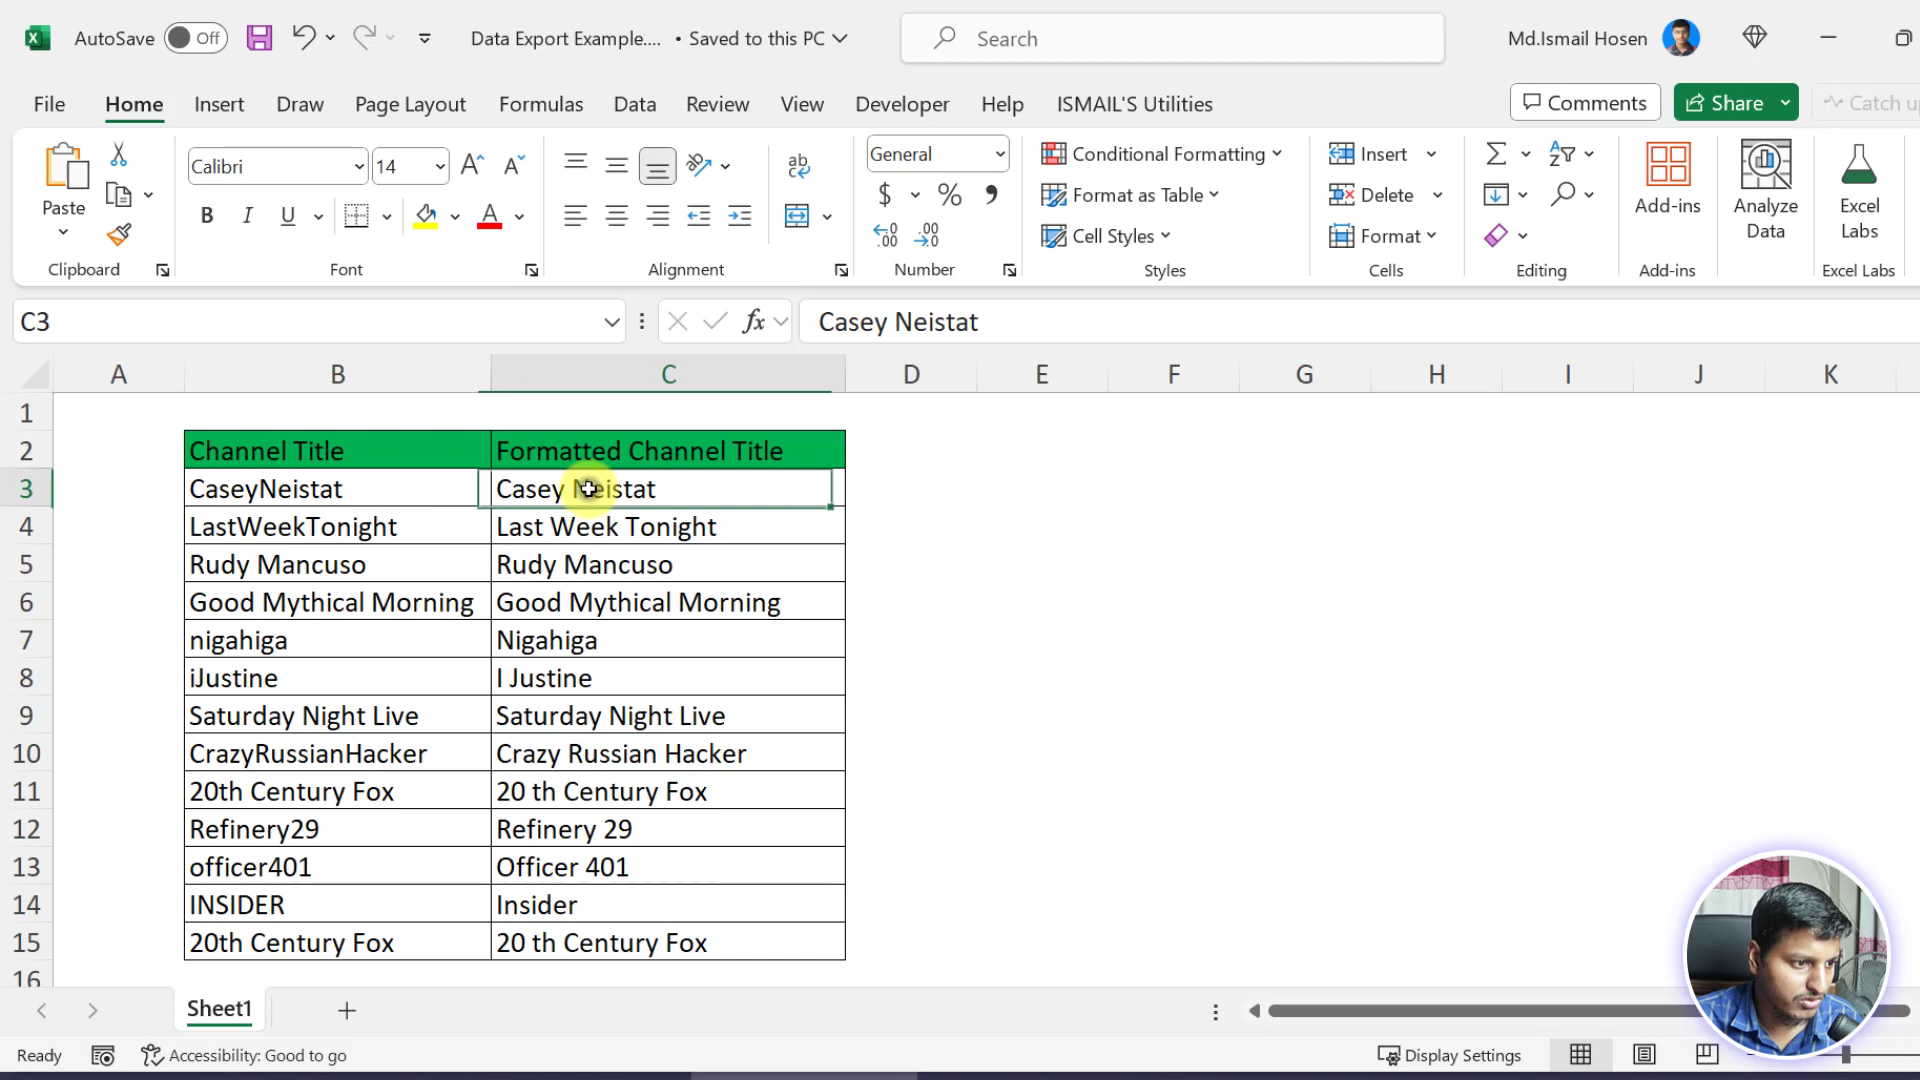 AutoSave Off Data Export Example.... • Saved to this PC Search Md.Ismail Hosen
File Home Insert Draw Page Layout Formulas Data Review View Developer Help ISMAIL'S Utilities Comments Share Catch u
Paste
Clipboard
Calibri 14
B I U A
Font
ab
Alignment
General
$ % 9
.00 .00
Number
Conditional Formatting
Format as Table
Cell Styles
Styles
Insert
Delete
Format
Cells
Editing
Add-ins
Add-ins
Analyze
Data
Excel
Labs
Excel Labs
C3 fx Casey Neistat
A B C D E F G H I J K
1
2 Channel Title Formatted Channel Title
3 CaseyNeistat Casey Neistat
4 LastWeekTonight Last Week Tonight
5 Rudy Mancuso Rudy Mancuso
6 Good Mythical Morning Good Mythical Morning
7 nigahiga Nigahiga
8 iJustine I Justine
9 Saturday Night Live Saturday Night Live
10 CrazyRussianHacker Crazy Russian Hacker
11 20th Century Fox 20 th Century Fox
12 Refinery29 Refinery 29
13 officer401 Officer 401
14 INSIDER Insider
15 20th Century Fox 20 th Century Fox
16
Sheet1
Ready Accessibility: Good to go Display Settings